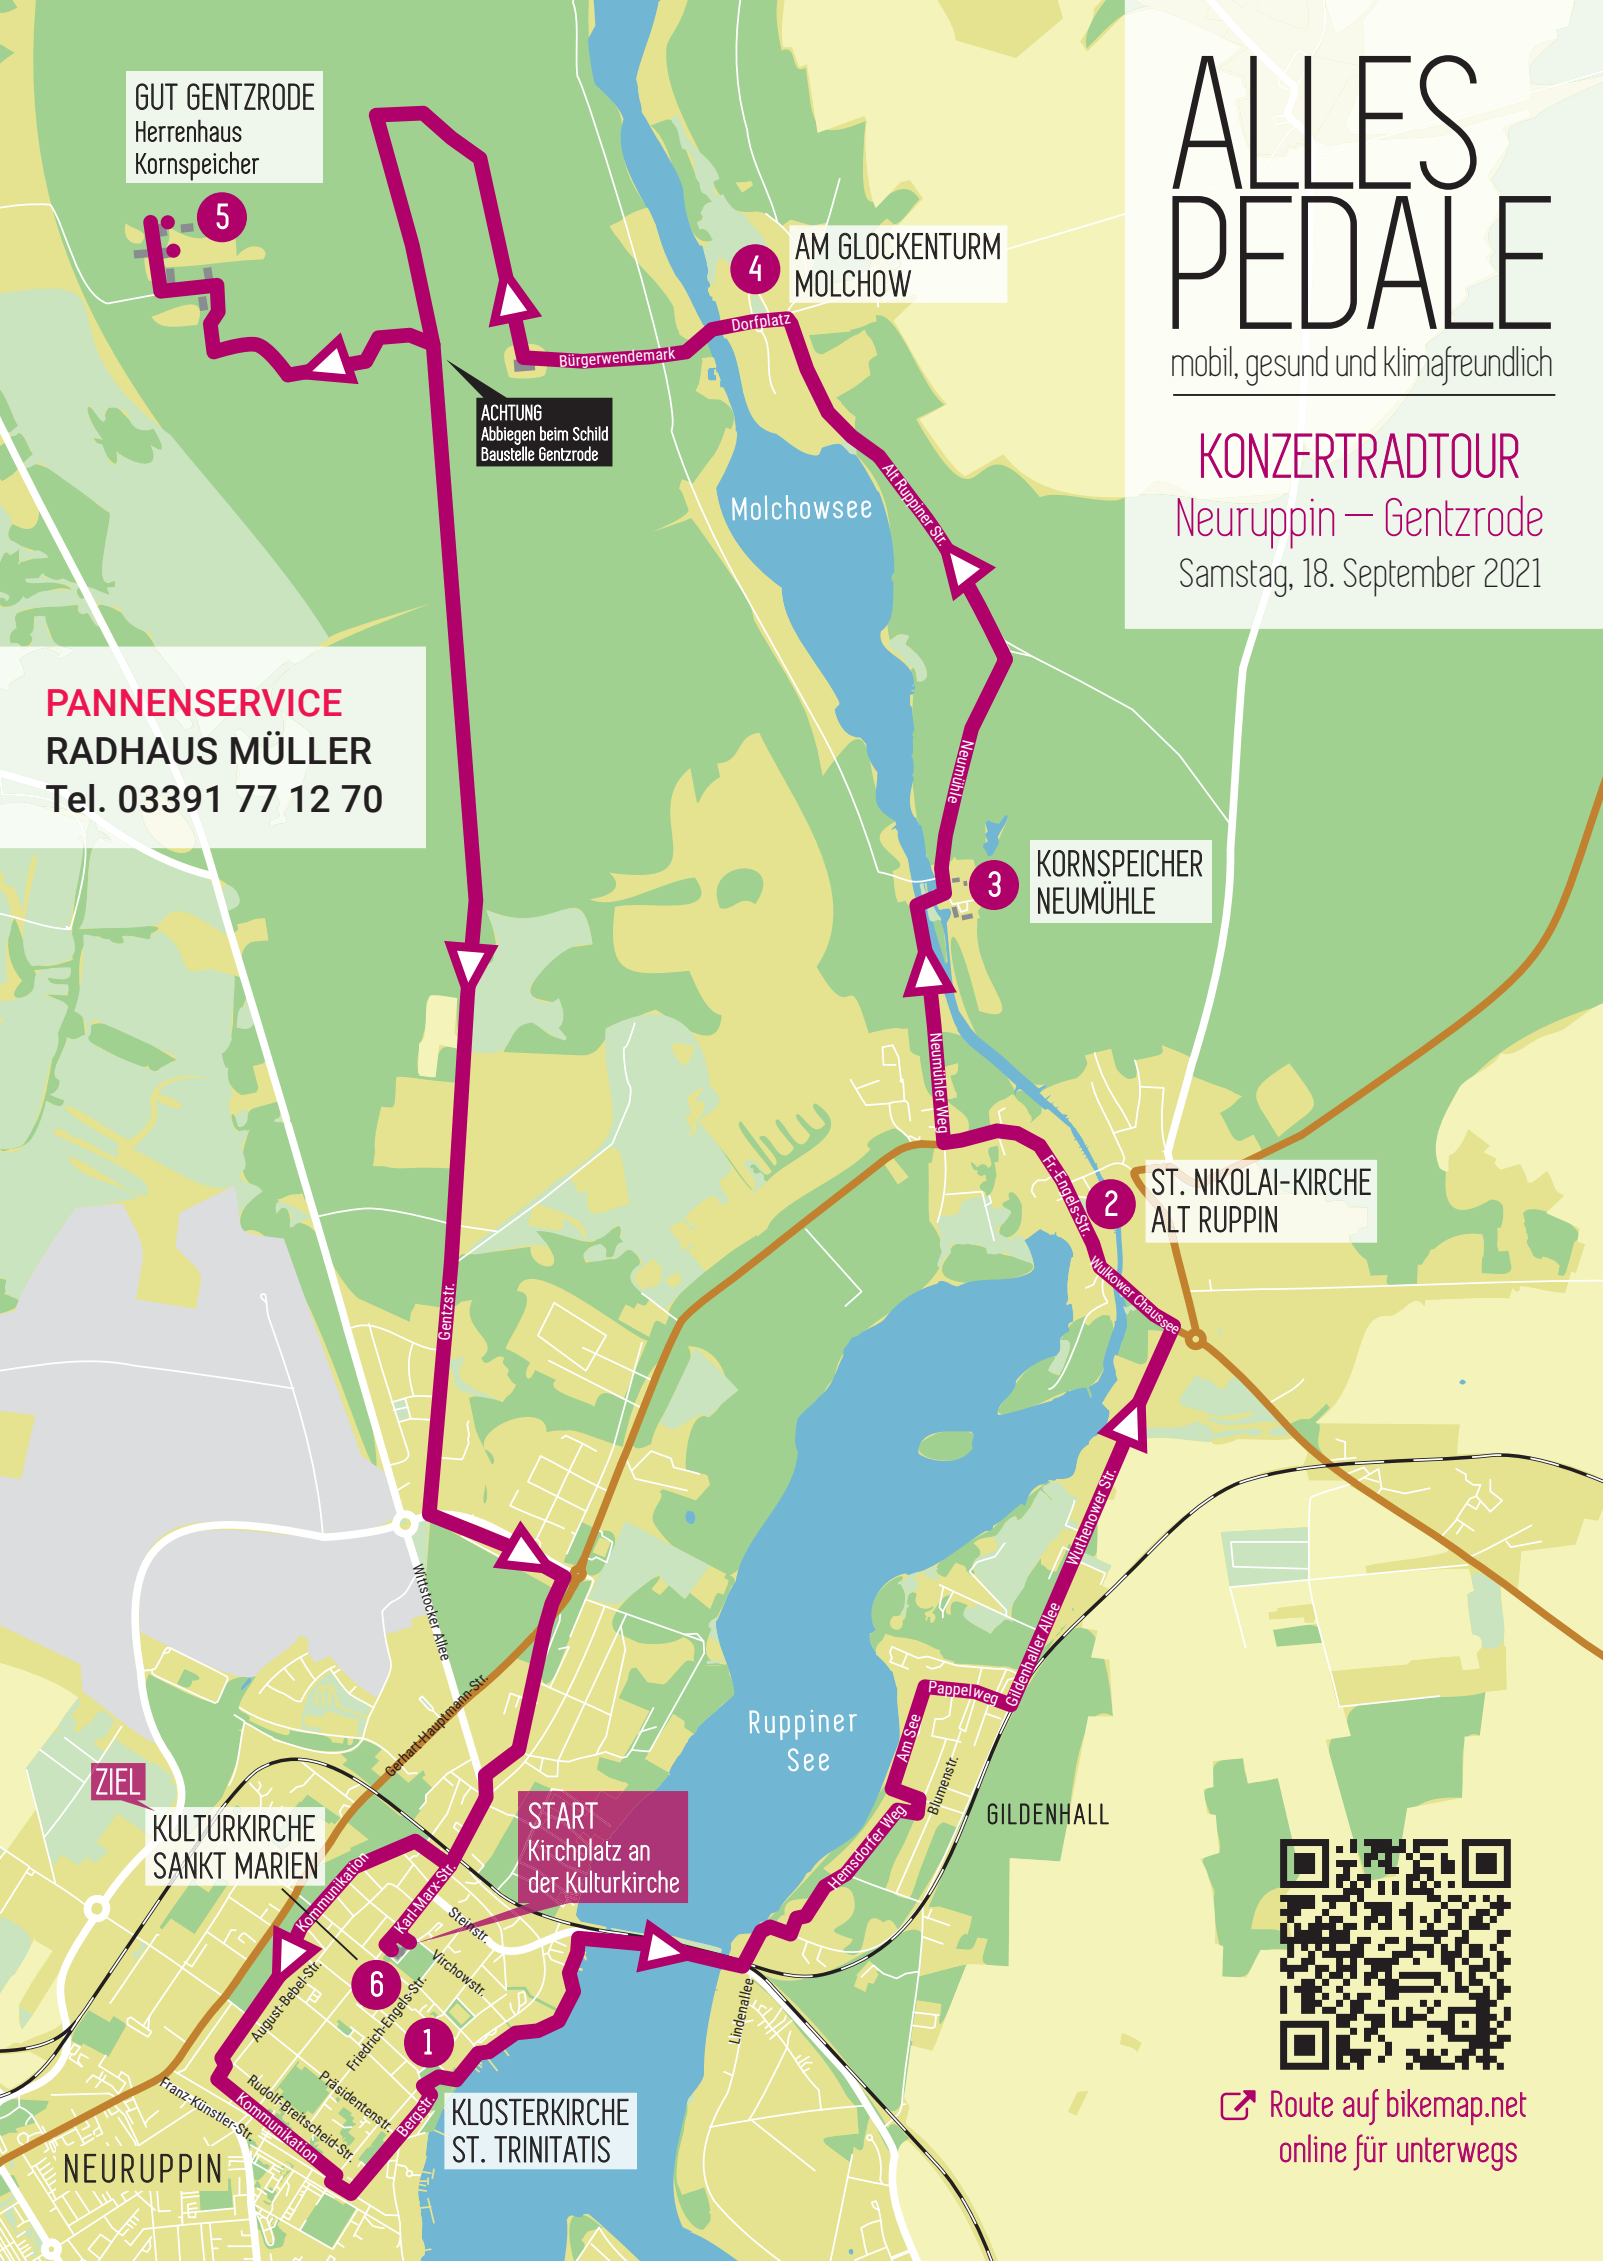 ALLES
PEDALE
mobil, gesund und klimafreundlich
KONZERTRADTOUR
Neuruppin — Gentzrode
Samstag, 18. September 2021
GUT GENTZRODE
Herrenhaus
Kornspeicher
5
4
AM GLOCKENTURM
MOLCHOW
Dorfplatz
Bürgerwendemark
ACHTUNG
Abbiegen beim Schild
Baustelle Gentzrode
Alt Ruppiner Str.
Molchowsee
PANNENSERVICE
RADHAUS MÜLLER
Tel. 03391 77 12 70
Neumühle
3
KORNSPEICHER
NEUMÜHLE
Neumühler Weg
Fr.-Engels-Str.
2
ST. NIKOLAI-KIRCHE
ALT RUPPIN
Wulkower Chaussee
Gentzstr.
Wuthenower Str.
Wittstocker Allee
Gildenhaller Allee
Pappelweg
Gerhart-Hauptmann-Str.
Ruppiner
See
Am See
Blumenstr.
GILDENHALL
Hemsdorfer Weg
ZIEL
KULTURKIRCHE
SANKT MARIEN
START
Kirchplatz an
der Kulturkirche
Kommunikation
Karl-Marx-Str.
Steinstr.
Virchowstr.
6
August-Bebel-Str.
Friedrich-Engels-Str.
1
Lindenallee
Präsidentenstr.
Rudolf-Breitscheid-Str.
Franz-Künstler-Str.
Kommunikation
Bergstr.
KLOSTERKIRCHE
ST. TRINITATIS
NEURUPPIN
Route auf bikemap.net
online für unterwegs